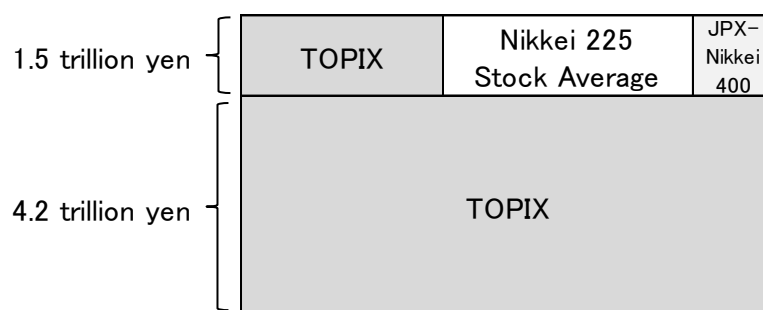 1.5 trillion yen
TOPIX
Nikkei 225
Stock Average
JPX-
Nikkei
400
4.2 trillion yen
TOPIX